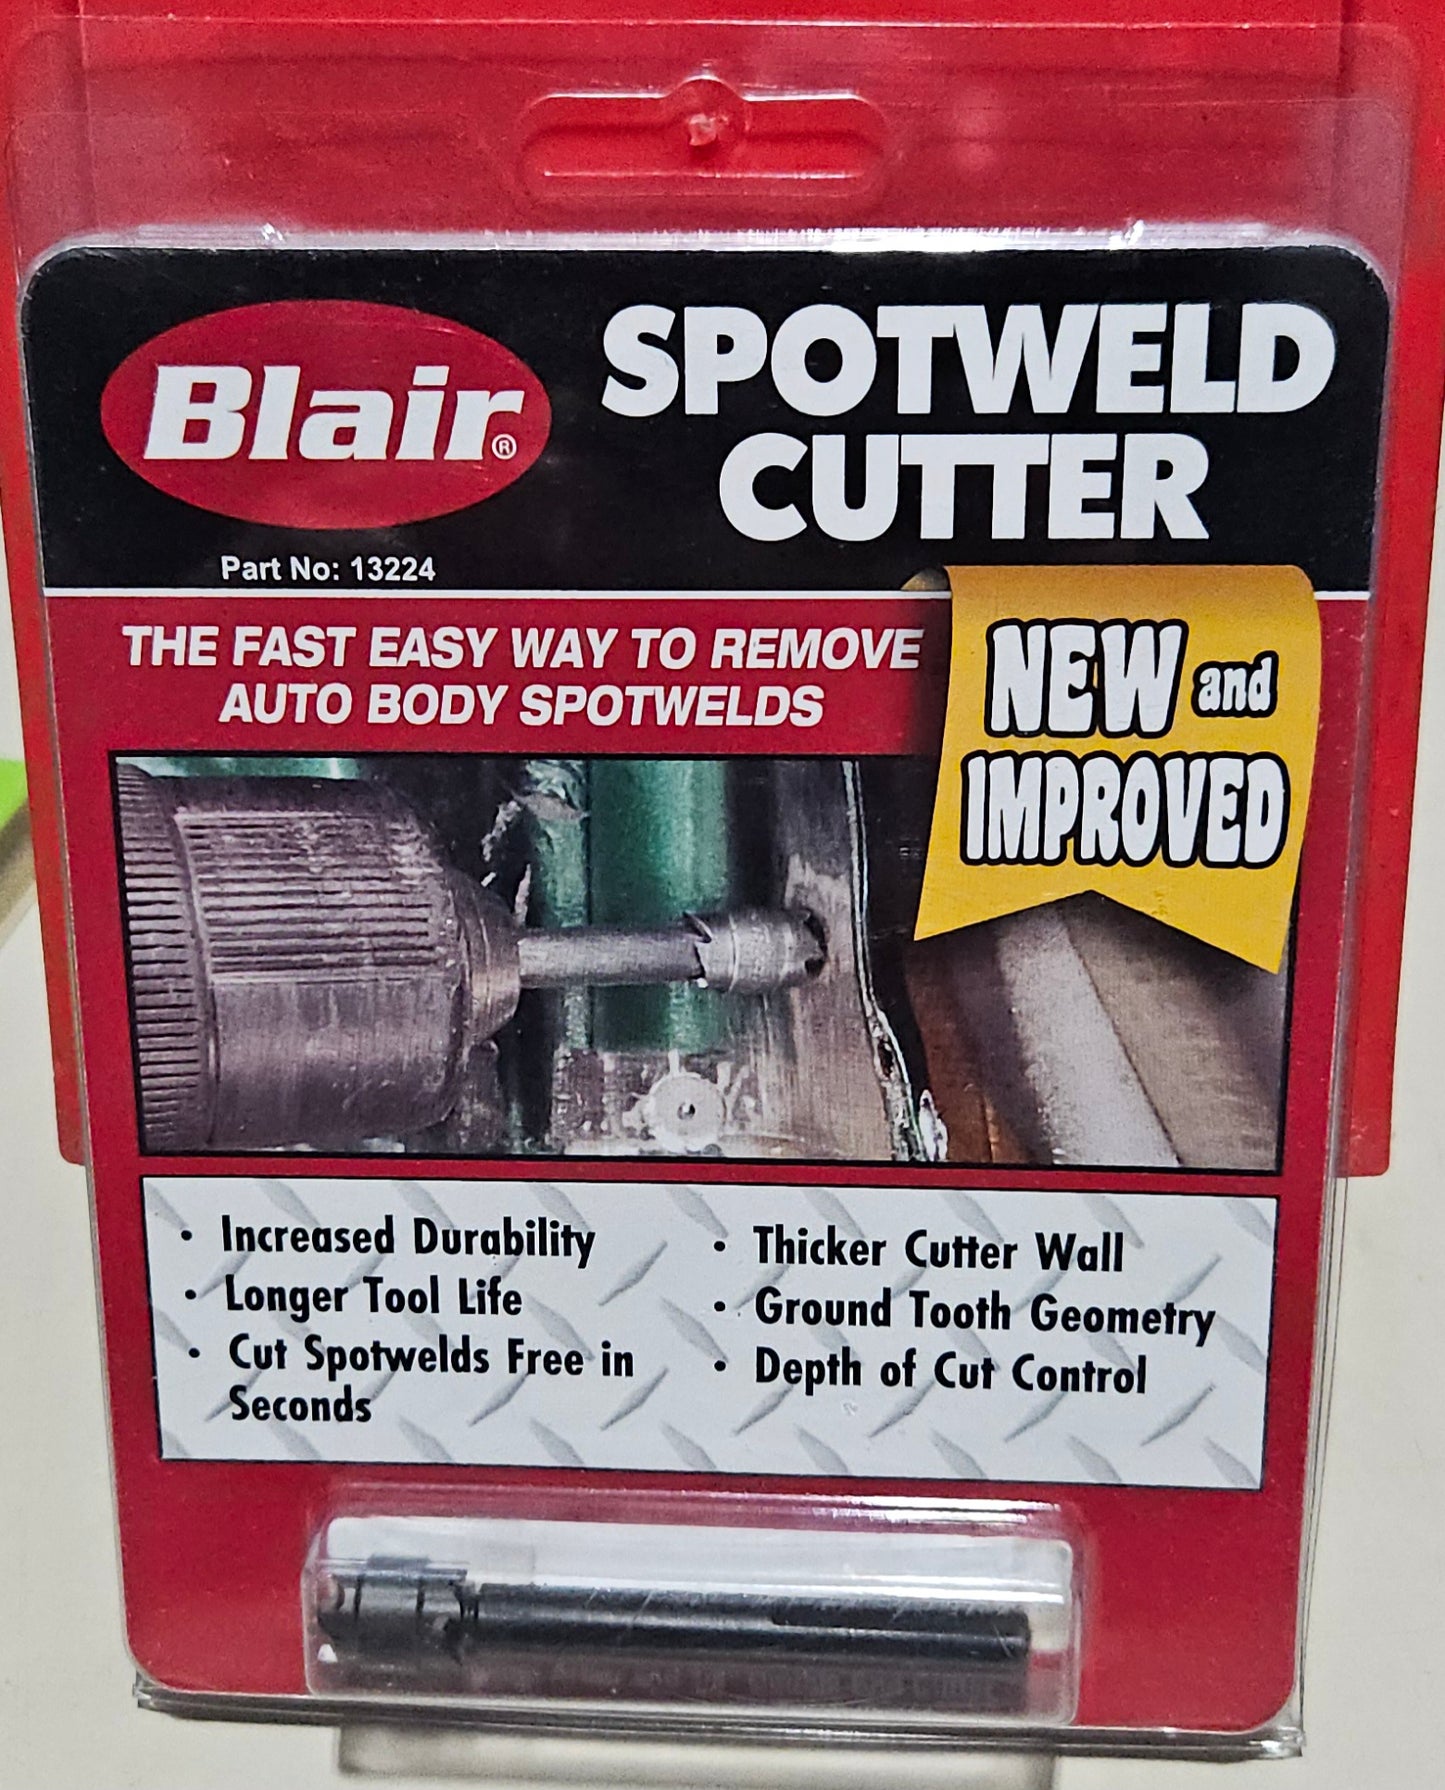 Blair®
SPOTWELD
CUTTER
Part No: 13224
THE FAST EASY WAY TO REMOVE
AUTO BODY SPOTWELDS
NEW and
IMPROVED
• Increased Durability
• Longer Tool Life
• Cut Spotwelds Free in
Seconds
• Thicker Cutter Wall
• Ground Tooth Geometry
• Depth of Cut Control